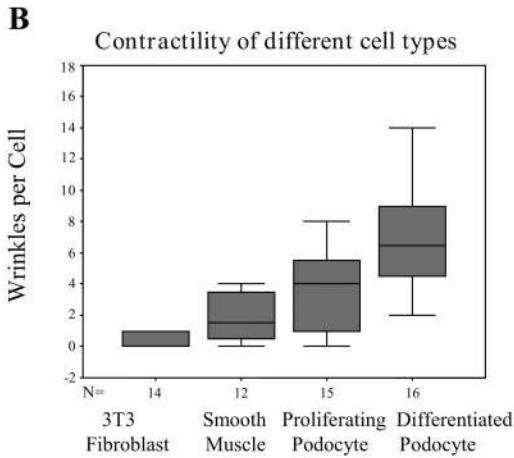 B
Contractility of different cell types
Wrinkles per Cell
18
16
14
12
10
8
6
4
2
0
-2
N= 14 12 15 16
3T3 Smooth Proliferating Differentiated
Fibroblast Muscle Podocyte Podocyte